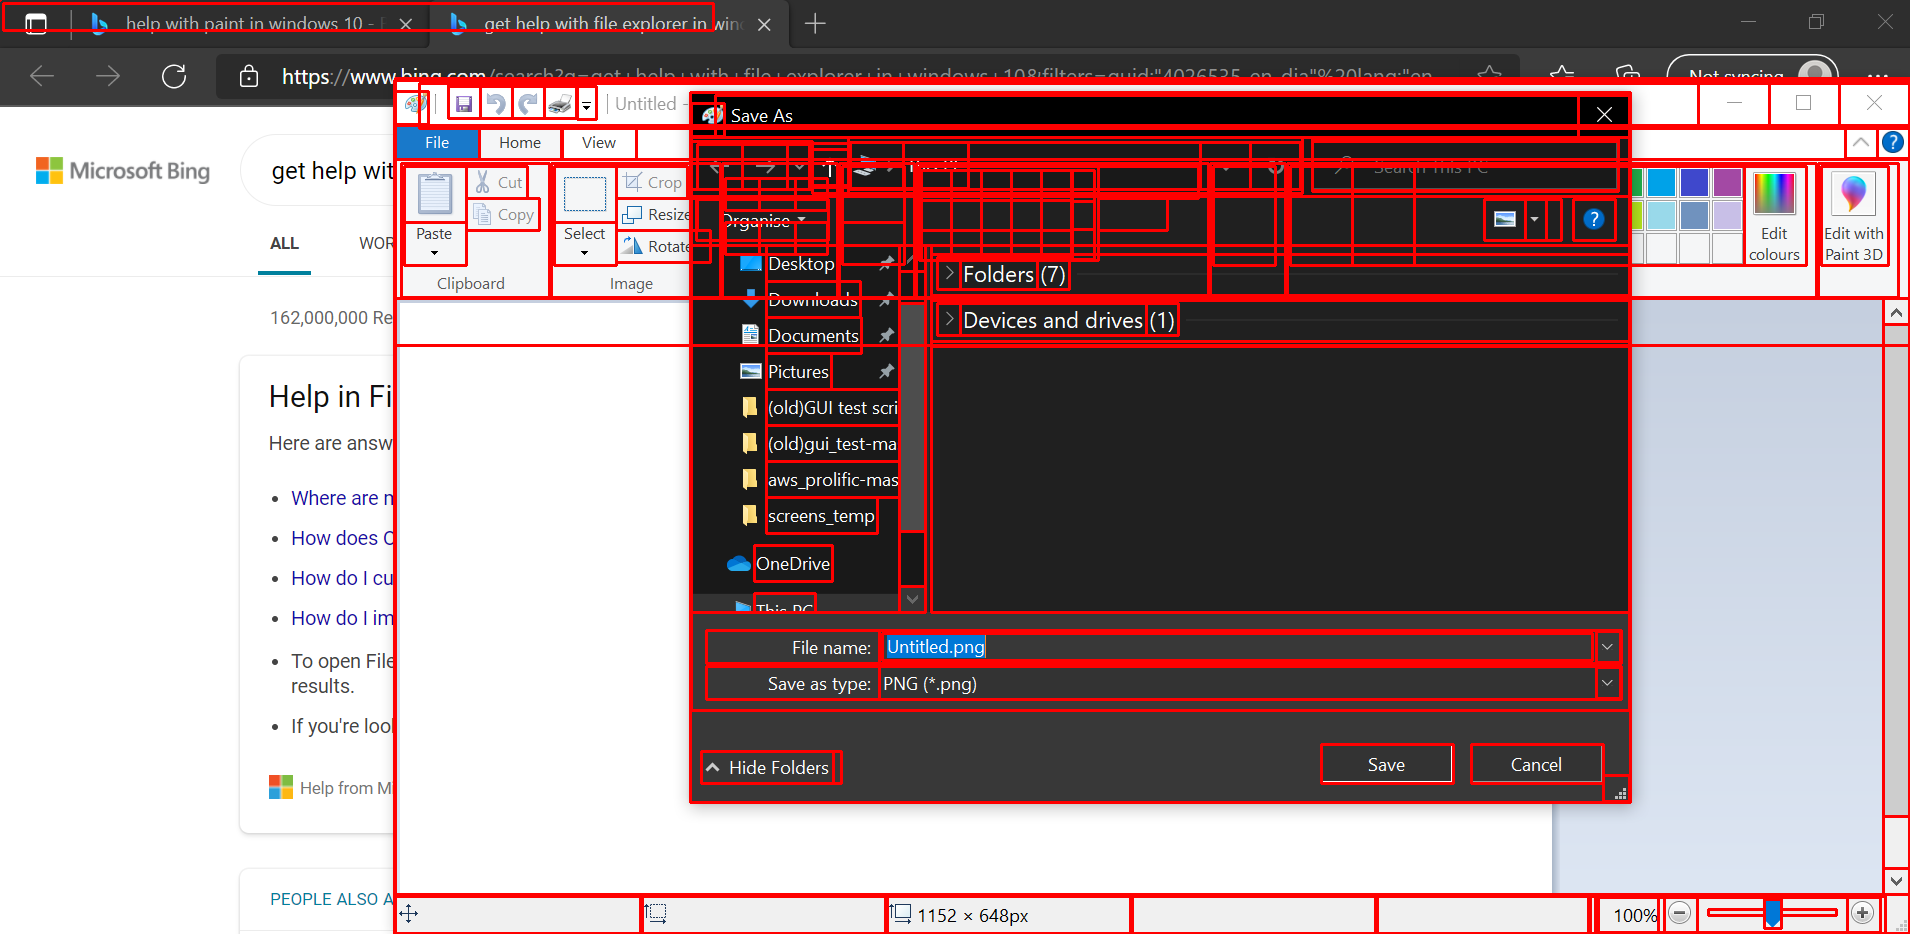 help with paint in windows 10 -
get help with file explorer in win
https://www.bing.com/search?q=get+help+with+file+explorer+in+windows+10&filters=guid:"4026535-en-dia"%20lang:"en
Not syncing
Microsoft Bing
get help wit
ALL
WOR
162,000,000 Re
Help in Fi
Here are answ
Where are n
How does O
How do I cu
How do I im
To open File
results.
If you're loo
Help from Mi
PEOPLE ALSO A
Untitled -
File
Home
View
Paste
Cut
Copy
Clipboard
Select
Crop
Resize
Rotate
Image
Edit
colours
Edit with
Paint 3D
Save As
Search This PC
Organise
Desktop
Downloads
Documents
Pictures
(old)GUI test scri
(old)gui_test-ma
aws_prolific-mas
screens_temp
OneDrive
This PC
Folders (7)
Devices and drives (1)
File name:
Untitled.png
Save as type:
PNG (*.png)
Hide Folders
Save
Cancel
1152 × 648px
100%